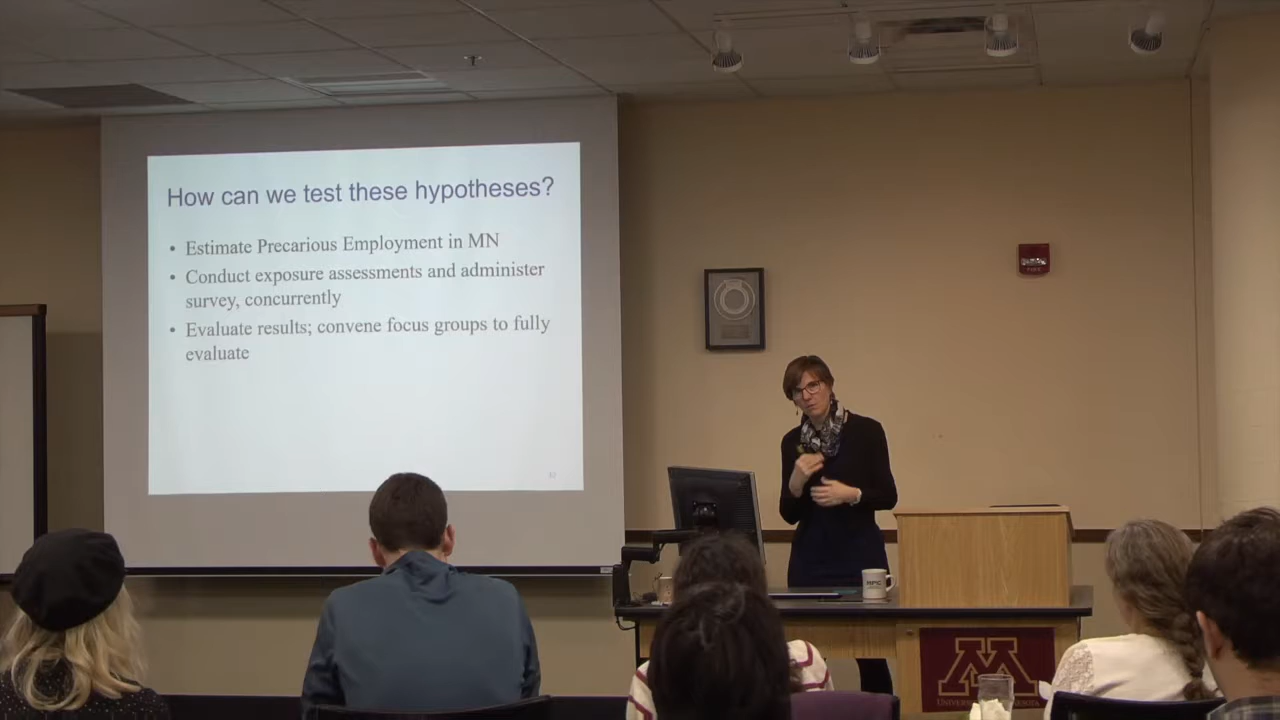 How can we test these hypotheses?
• Estimate Precarious Employment in MN
• Conduct exposure assessments and administer
survey, concurrently
• Evaluate results; convene focus groups to fully
evaluate
M